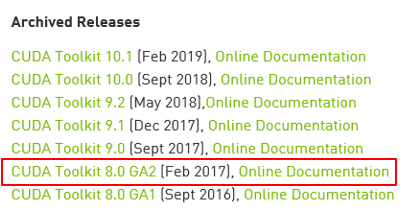 Archived Releases
CUDA Toolkit 10.1 (Feb 2019), Online Documentation
CUDA Toolkit 10.0 (Sept 2018), Online Documentation
CUDA Toolkit 9.2 (May 2018),Online Documentation
CUDA Toolkit 9.1 (Dec 2017), Online Documentation
CUDA Toolkit 9.0 (Sept 2017), Online Documentation
CUDA Toolkit 8.0 GA2 (Feb 2017), Online Documentation
CUDA Toolkit 8.0 GA1 (Sept 2016), Online Documentation